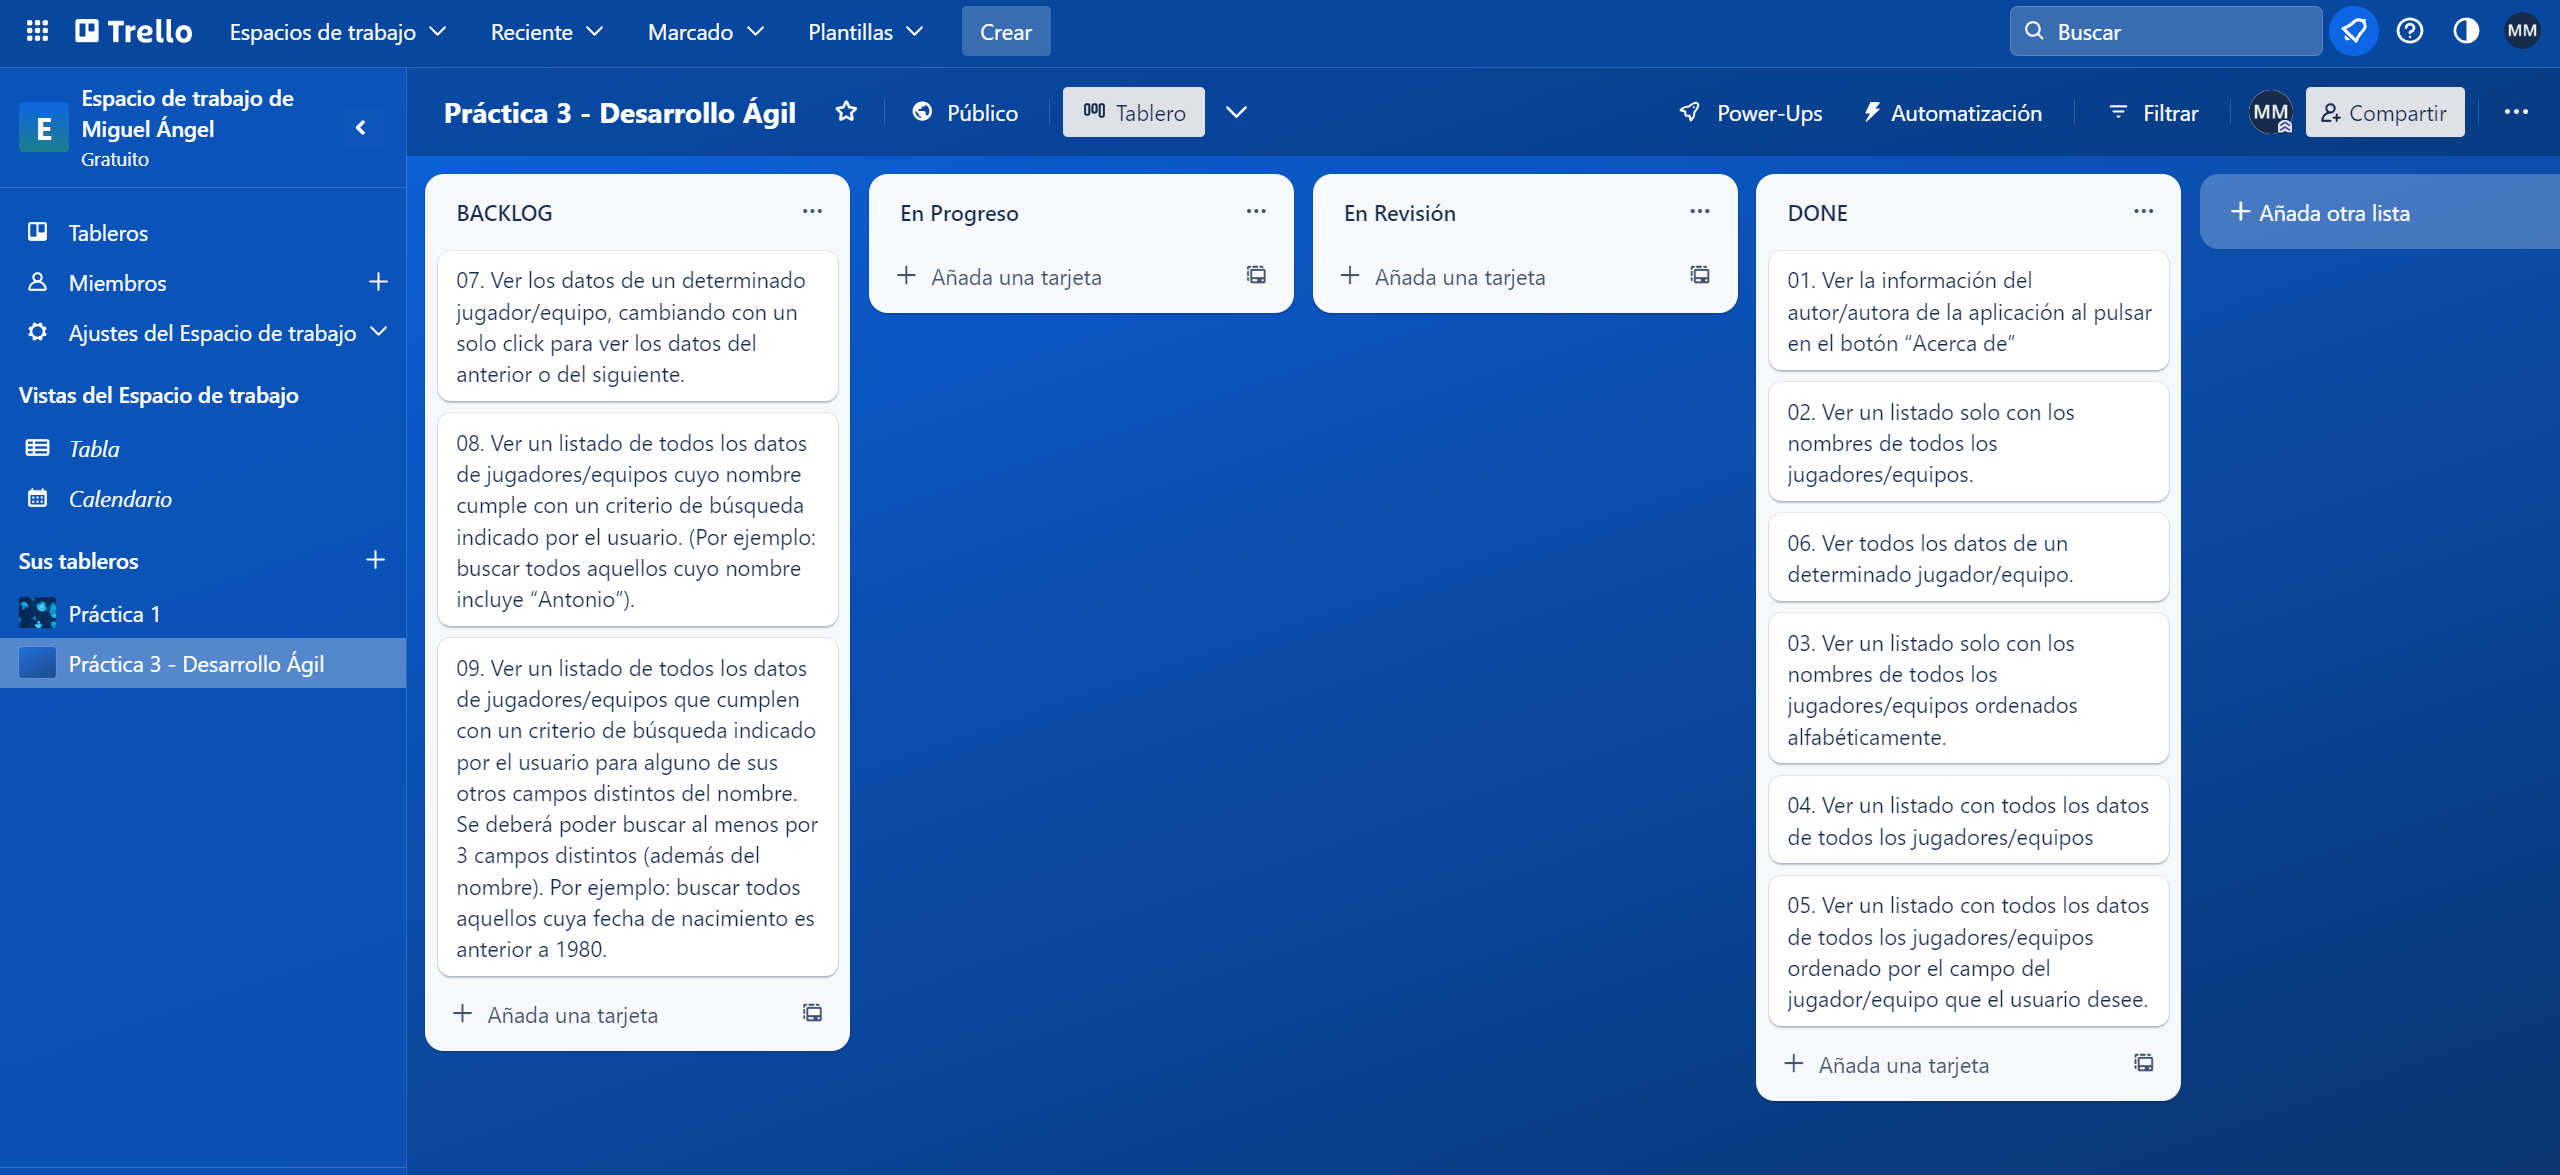 Trello
Espacios de trabajo
Reciente
Marcado
Plantillas
Crear
Buscar
MM
E
Espacio de trabajo de
Miguel Ángel
Gratuito
Tableros
Miembros
Ajustes del Espacio de trabajo
Vistas del Espacio de trabajo
Tabla
Calendario
Sus tableros
Práctica 1
Práctica 3 - Desarrollo Ágil
Práctica 3 - Desarrollo Ágil
Público
Tablero
Power-Ups
Automatización
Filtrar
MM
Compartir
BACKLOG
07. Ver los datos de un determinado
jugador/equipo, cambiando con un
solo click para ver los datos del
anterior o del siguiente.
08. Ver un listado de todos los datos
de jugadores/equipos cuyo nombre
cumple con un criterio de búsqueda
indicado por el usuario. (Por ejemplo:
buscar todos aquellos cuyo nombre
incluye “Antonio”).
09. Ver un listado de todos los datos
de jugadores/equipos que cumplen
con un criterio de búsqueda indicado
por el usuario para alguno de sus
otros campos distintos del nombre.
Se deberá poder buscar al menos por
3 campos distintos (además del
nombre). Por ejemplo: buscar todos
aquellos cuya fecha de nacimiento es
anterior a 1980.
Añada una tarjeta
En Progreso
Añada una tarjeta
En Revisión
Añada una tarjeta
DONE
01. Ver la información del
autor/autora de la aplicación al pulsar
en el botón “Acerca de”
02. Ver un listado solo con los
nombres de todos los
jugadores/equipos.
06. Ver todos los datos de un
determinado jugador/equipo.
03. Ver un listado solo con los
nombres de todos los
jugadores/equipos ordenados
alfabéticamente.
04. Ver un listado con todos los datos
de todos los jugadores/equipos
05. Ver un listado con todos los datos
de todos los jugadores/equipos
ordenado por el campo del
jugador/equipo que el usuario desee.
Añada una tarjeta
Añada otra lista